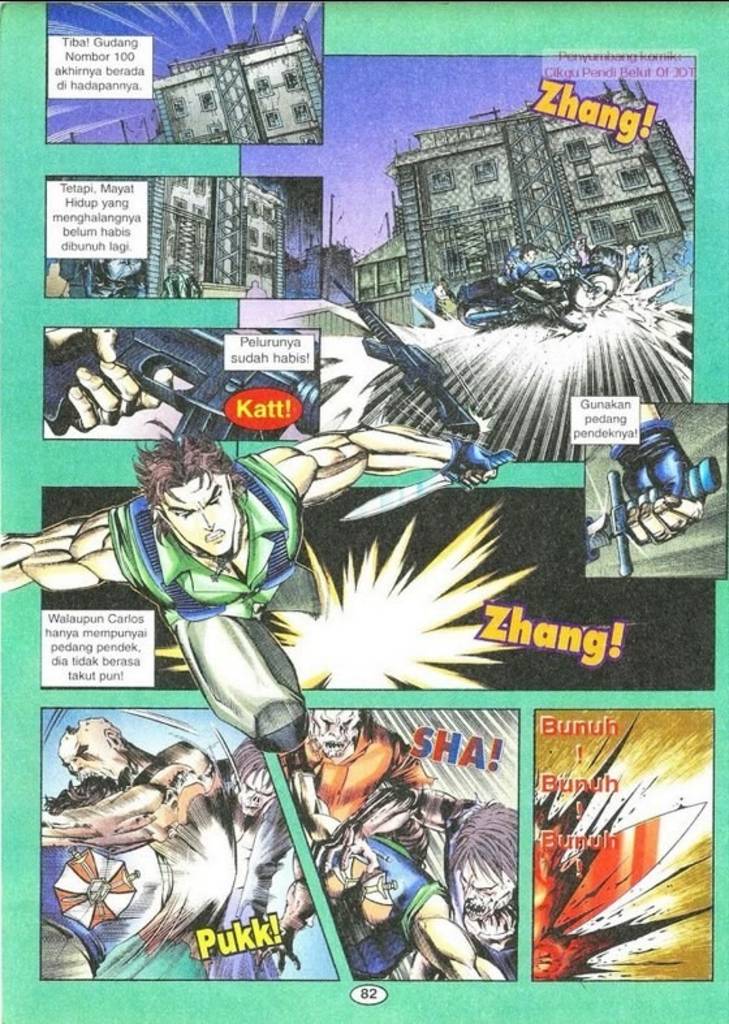 Tiba! Gudang
Nombor 100
akhirnya berada
di hadapannya.
Penyumbang komik:
Cikgu Pendi Belut Of JDT
Zhang!
Tetapi, Mayat
Hidup yang
menghalangnya
belum habis
dibunuh lagi.
Pelurunya
sudah habis!
Katt!
Gunakan
pedang
pendeknya!
Walaupun Carlos
hanya mempunyai
pedang pendek,
dia tidak berasa
takut pun!
Zhang!
Pukk!
SHA!
Bunuh
!
Bunuh
!
Bunuh
!
82